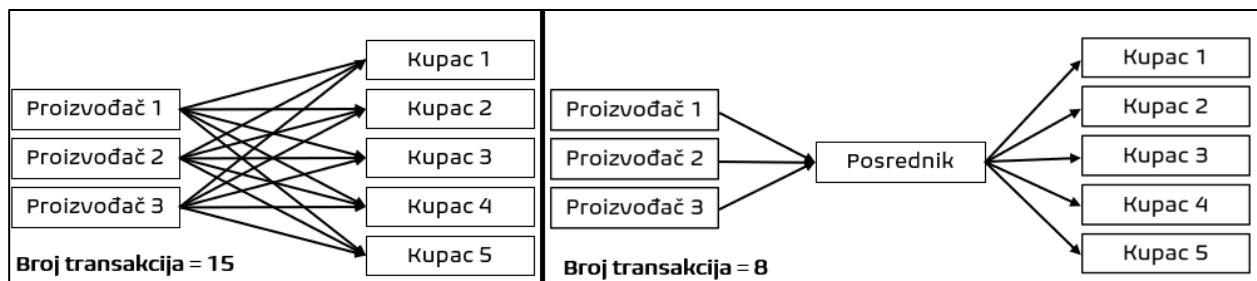 Proizvođač 1
Proizvođač 2
Proizvođač 3
Kupac 1
Kupac 2
Kupac 3
Kupac 4
Kupac 5
Broj transakcija = 15
Proizvođač 1
Proizvođač 2
Proizvođač 3
Posrednik
Kupac 1
Kupac 2
Kupac 3
Kupac 4
Kupac 5
Broj transakcija = 8